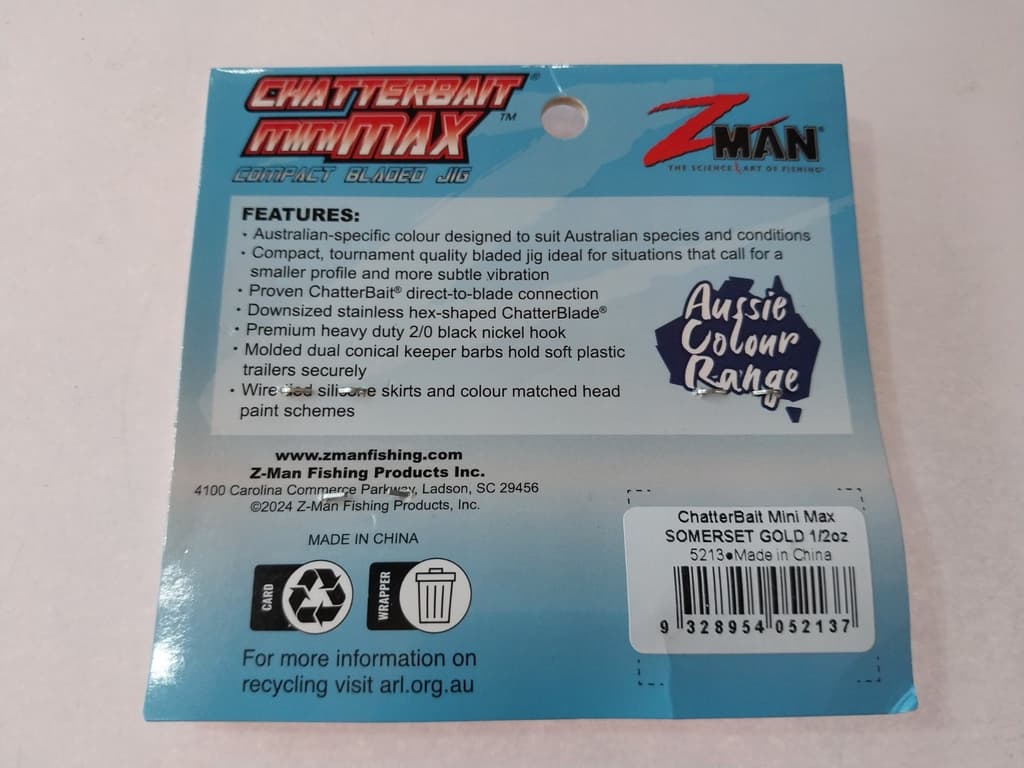 CHATTERBAIT®
miniMAX™
COMPACT BLADED JIG
ZMAN®
THE SCIENCE & ART OF FISHING®
FEATURES:
• Australian-specific colour designed to suit Australian species and conditions
• Compact, tournament quality bladed jig ideal for situations that call for a
smaller profile and more subtle vibration
• Proven ChatterBait® direct-to-blade connection
• Downsized stainless hex-shaped ChatterBlade®
• Premium heavy duty 2/0 black nickel hook
• Molded dual conical keeper barbs hold soft plastic
trailers securely
• Wire tied silicone skirts and colour matched head
paint schemes
Aussie
Colour
Range
www.zmanfishing.com
Z-Man Fishing Products Inc.
4100 Carolina Commerce Parkway, Ladson, SC 29456
©2024 Z-Man Fishing Products, Inc.
MADE IN CHINA
CARD
WRAPPER
For more information on
recycling visit arl.org.au
ChatterBait Mini Max
SOMERSET GOLD 1/2oz
5213●Made in China
9 328954 052137